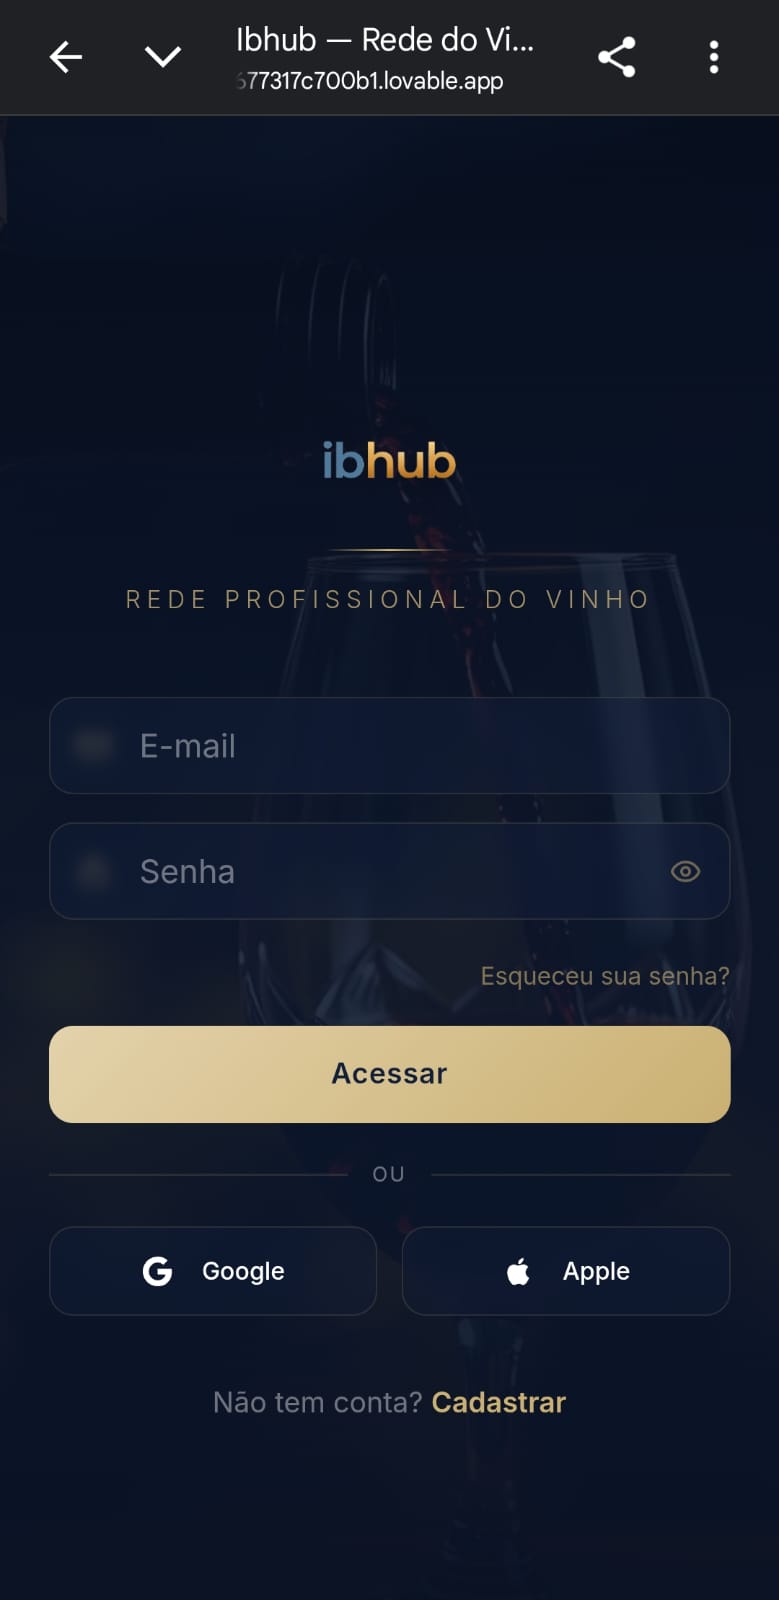 Ibhub — Rede do Vi...
677317c700b1.lovable.app
ibhub
REDE PROFISSIONAL DO VINHO
E-mail
Senha
Esqueceu sua senha?
Acessar
OU
Google
Apple
Não tem conta? Cadastrar